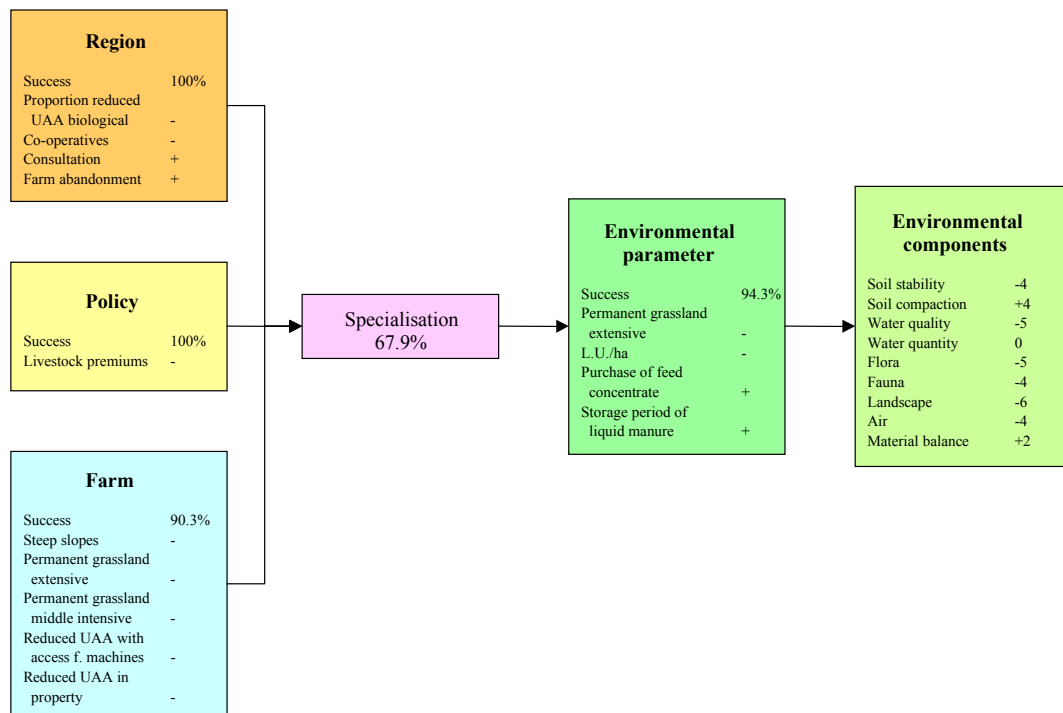 Region
Success 100%
Proportion reduced
UAA biological -
Co-operatives -
Consultation +
Farm abandonment +
Policy
Success 100%
Livestock premiums -
Farm
Success 90.3%
Steep slopes -
Permanent grassland
extensive -
Permanent grassland
middle intensive -
Reduced UAA with
access f. machines -
Reduced UAA in
property -
Specialisation
67.9%
Environmental
parameter
Success 94.3%
Permanent grassland
extensive -
L.U./ha -
Purchase of feed
concentrate +
Storage period of
liquid manure +
Environmental
components
Soil stability -4
Soil compaction +4
Water quality -5
Water quantity 0
Flora -5
Fauna -4
Landscape -6
Air -4
Material balance +2